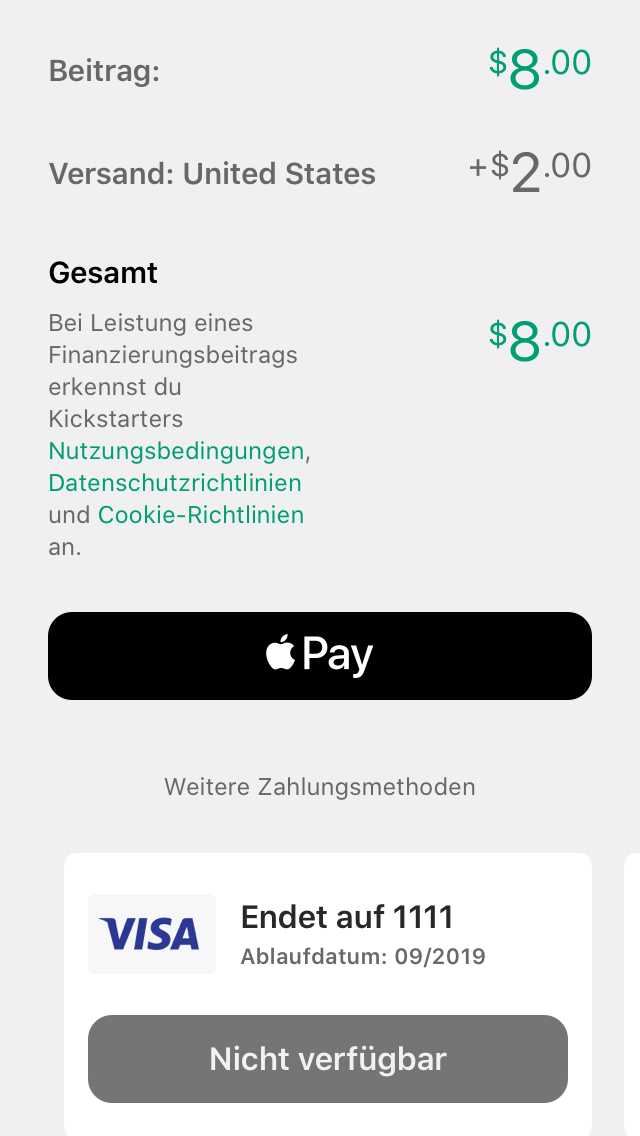 Beitrag: $8.00
Versand: United States +$2.00
Gesamt
Bei Leistung eines
Finanzierungsbeitrags $8.00
erkennst du
Kickstarters
Nutzungsbedingungen,
Datenschutzrichtlinien
und Cookie-Richtlinien
an.
Pay
Weitere Zahlungsmethoden
VISA
Endet auf 1111
Ablaufdatum: 09/2019
Nicht verfügbar